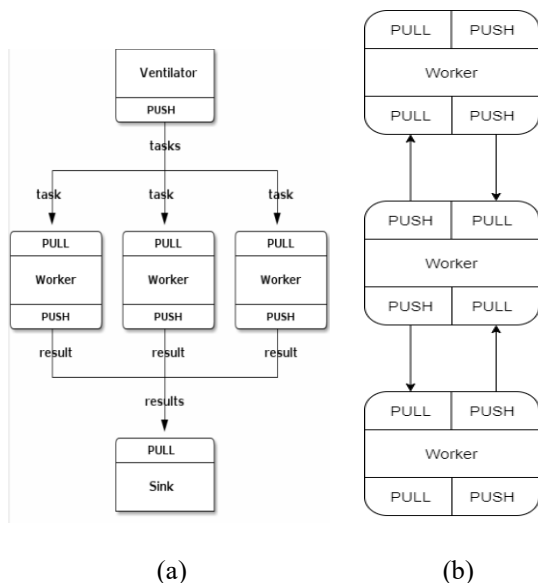 Ventilator
PUSH
tasks
task task task
PULL PULL PULL
Worker Worker Worker
PUSH PUSH PUSH
result result result
results
PULL
Sink
(a)
PULL PUSH
Worker
PULL PUSH
PUSH PULL
Worker
PUSH PULL
PULL PUSH
Worker
PULL PUSH
(b)